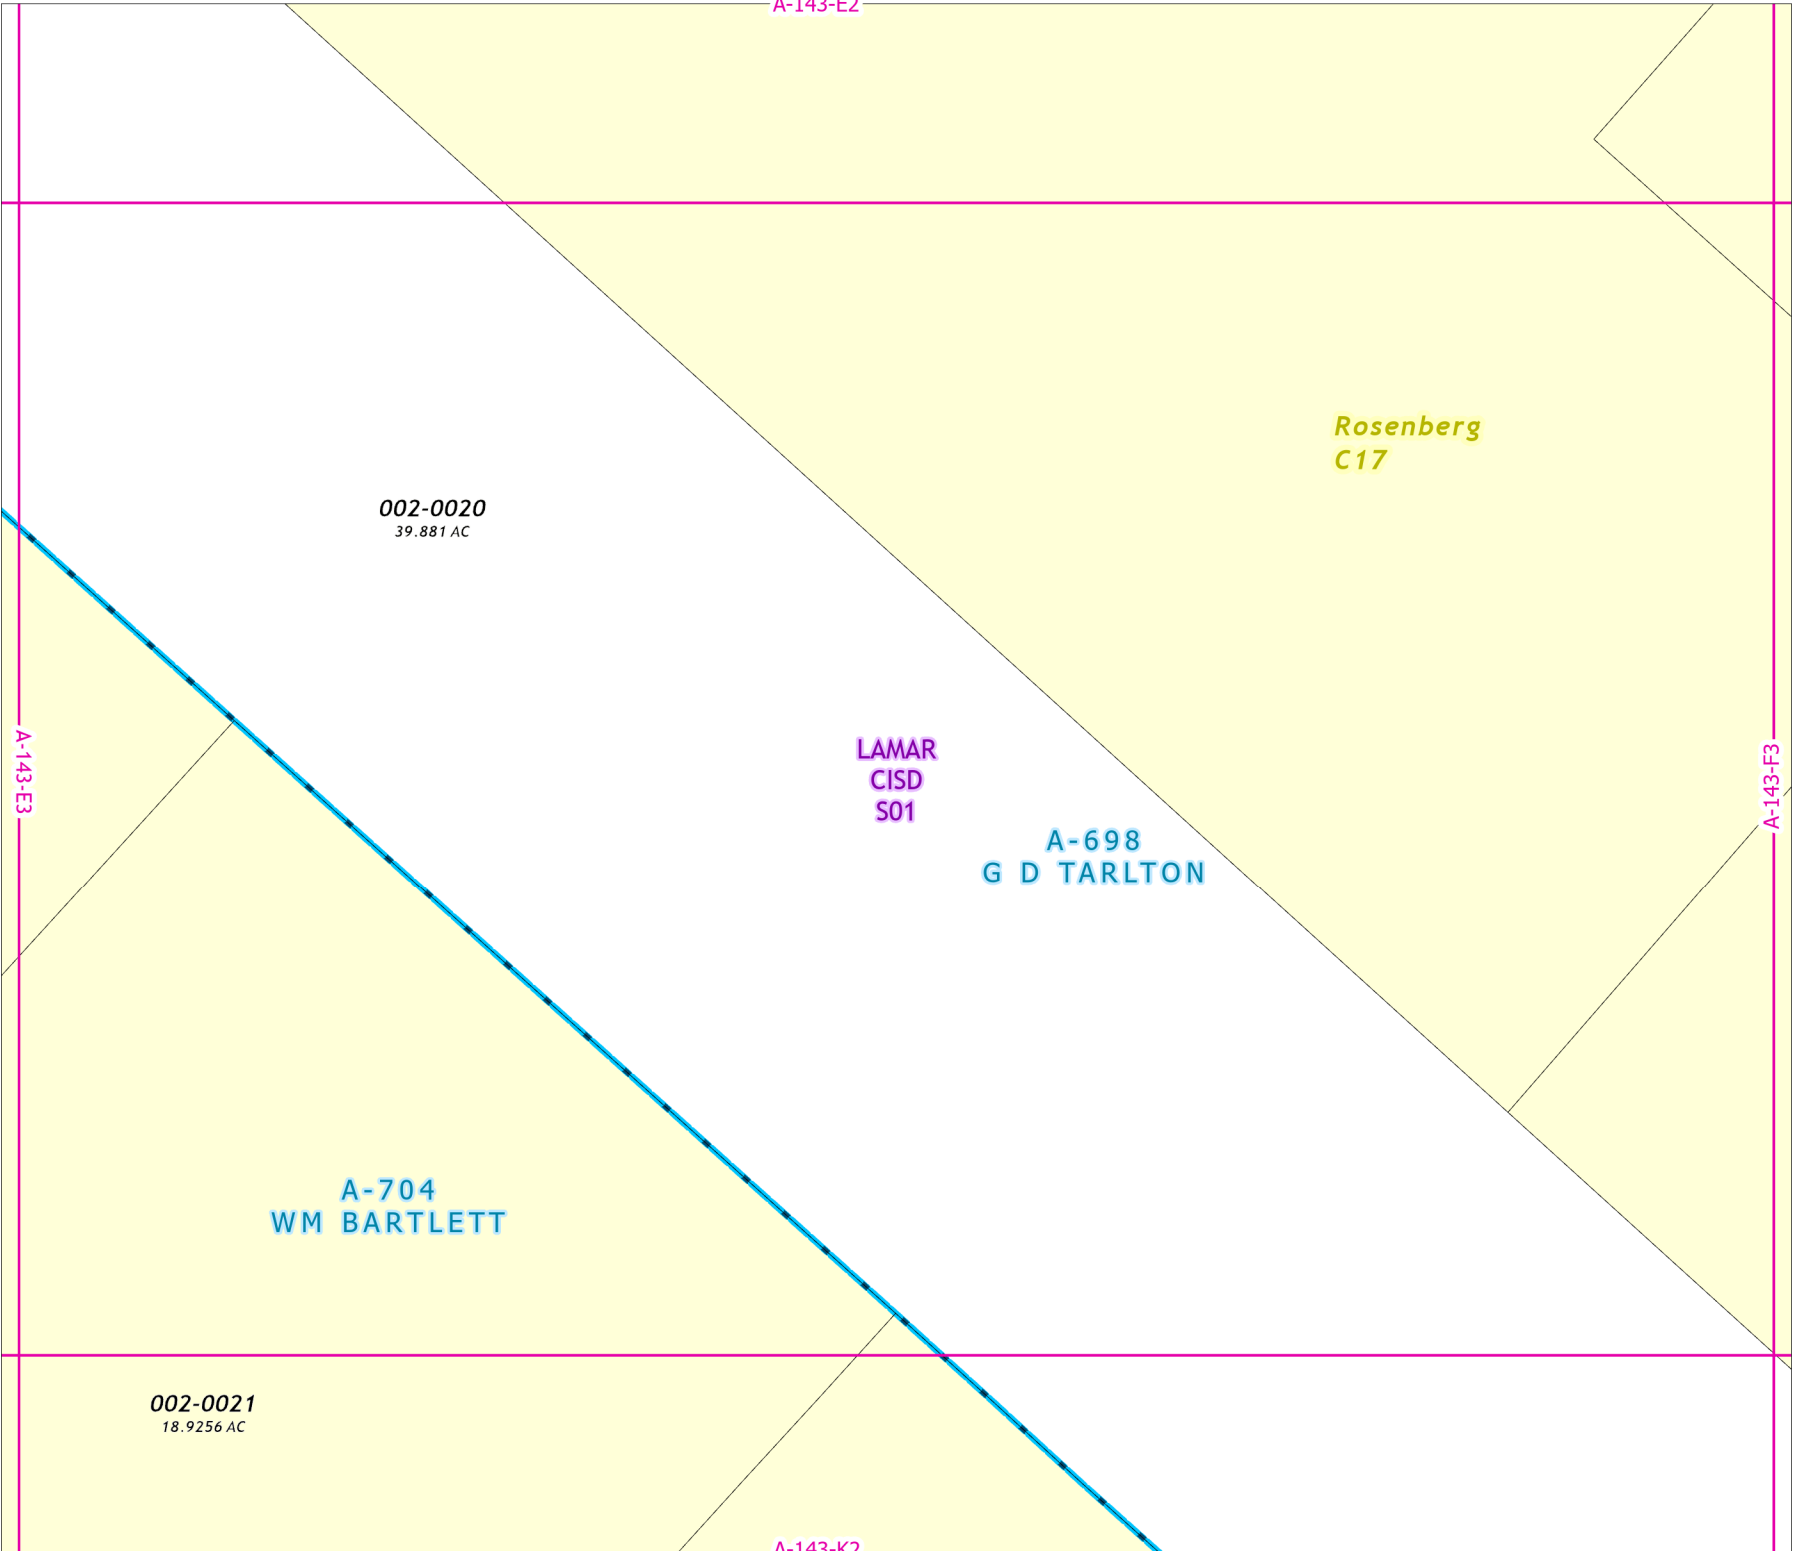 A-143-E2
Rosenberg
C17
002-0020
39.881 AC
LAMAR
CISD
S01
A-143-E3
A-143-F3
A-698
G D TARLTON
A-704
WM BARTLETT
002-0021
18.9256 AC
A-143-K2